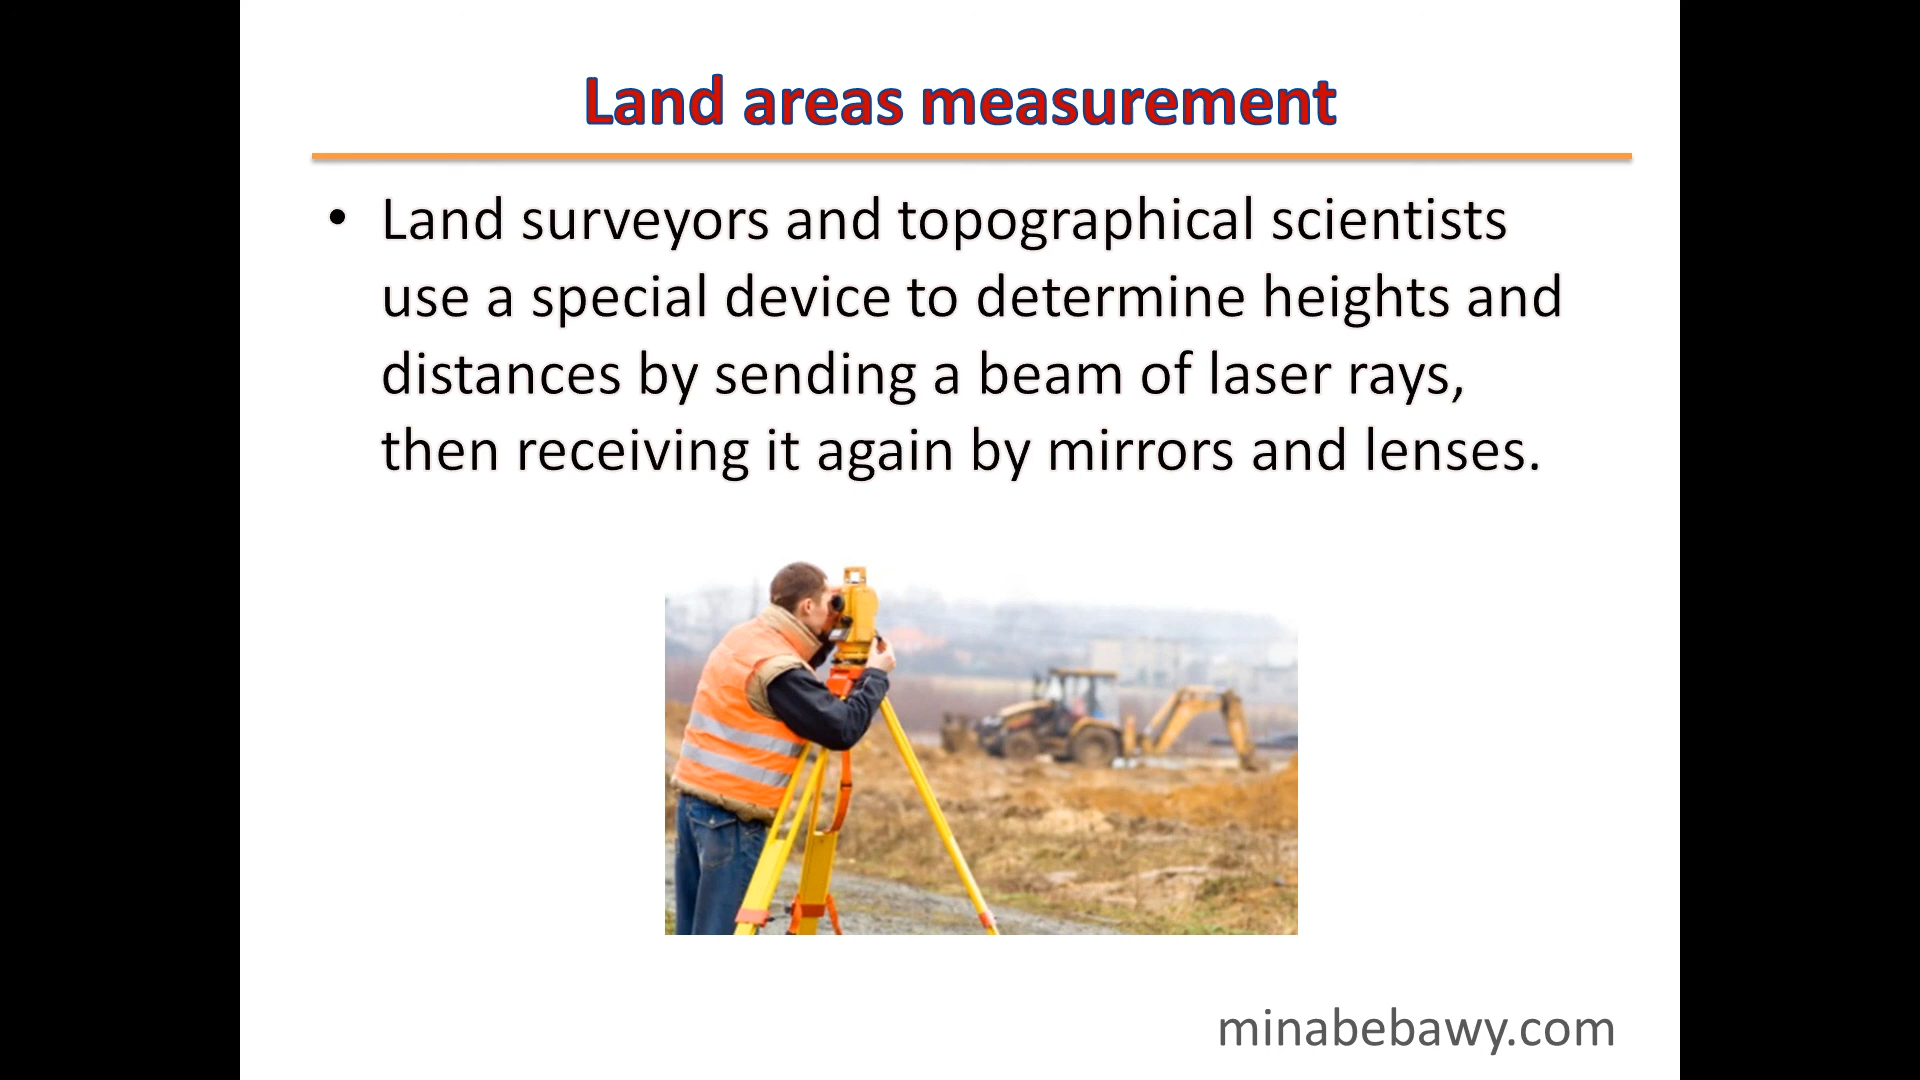 Land areas measurement
• Land surveyors and topographical scientists
use a special device to determine heights and
distances by sending a beam of laser rays,
then receiving it again by mirrors and lenses.
minabebawy.com